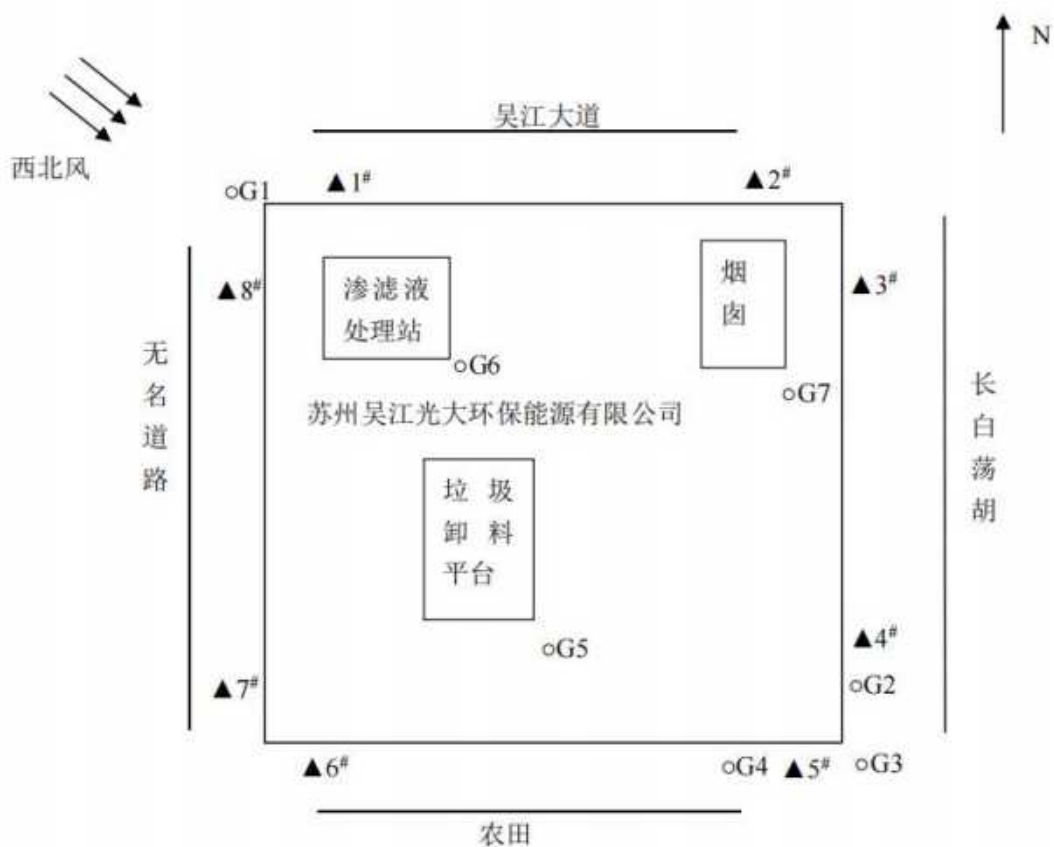 N
吴江大道
西北风
○G1
▲1#
▲2#
▲8#
渗滤液
处理站
烟
囱
▲3#
○G6
○G7
无
名
道
路
苏州吴江光大环保能源有限公司
长
白
荡
胡
垃 圾
卸 料
平台
○G5
▲4#
○G2
▲7#
▲6#
○G4
▲5#
○G3
农田